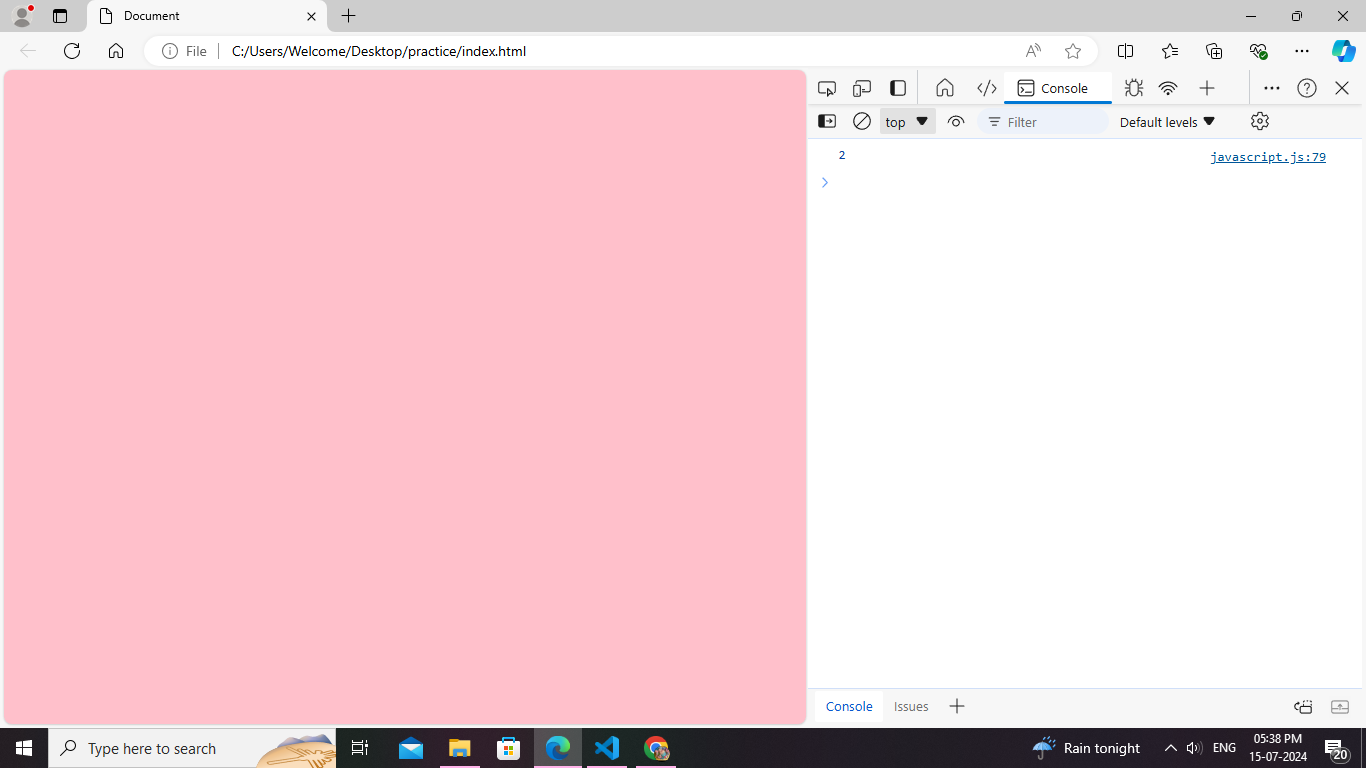 Document
File
C:/Users/Welcome/Desktop/practice/index.html
Console
top
Filter
Default levels
2
javascript.js:79
Console
Issues
Type here to search
Rain tonight
ENG
05:38 PM
15-07-2024
20